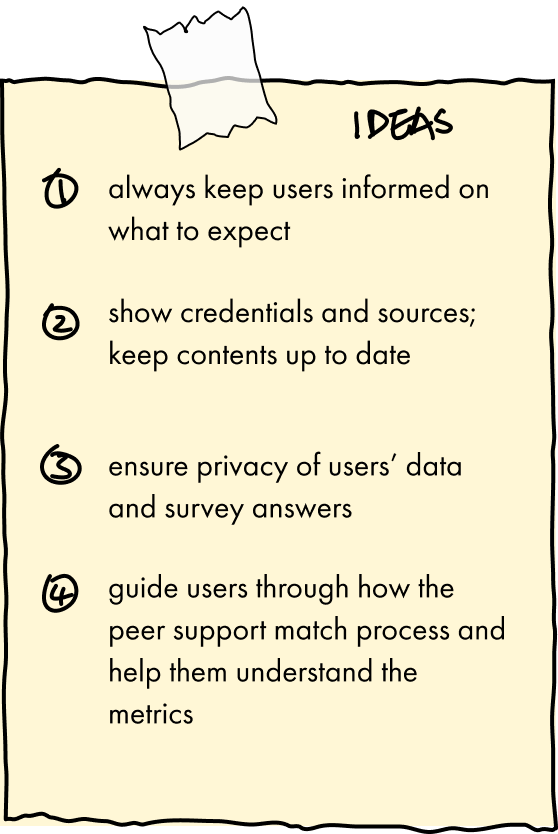 IDEAS
1 always keep users informed on
what to expect
2 show credentials and sources;
keep contents up to date
3 ensure privacy of users’ data
and survey answers
4 guide users through how the
peer support match process and
help them understand the
metrics